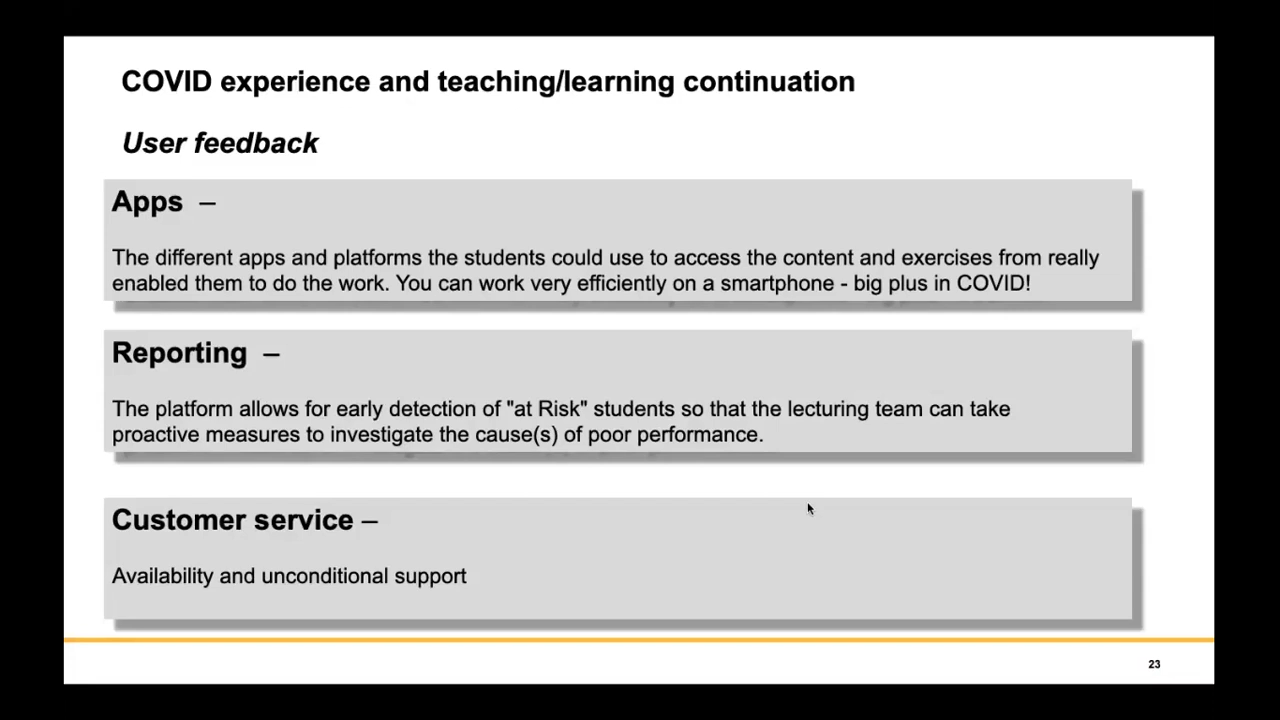 COVID experience and teaching/learning continuation
User feedback
Apps –
The different apps and platforms the students could use to access the content and exercises from really
enabled them to do the work. You can work very efficiently on a smartphone - big plus in COVID!
Reporting –
The platform allows for early detection of "at Risk" students so that the lecturing team can take
proactive measures to investigate the cause(s) of poor performance.
Customer service –
Availability and unconditional support
23